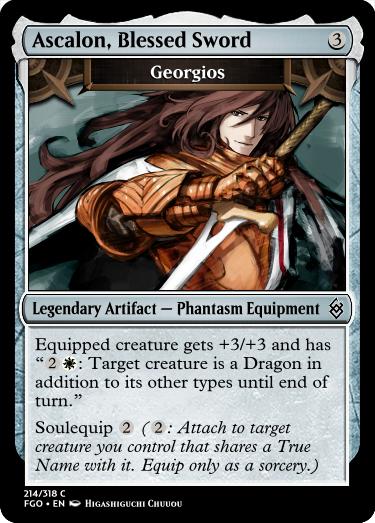 Ascalon, Blessed Sword 3
Georgios
Legendary Artifact — Phantasm Equipment
Equipped creature gets +3/+3 and has
“2 : Target creature is a Dragon in
addition to its other types until end of
turn.”
Soulequip 2 (2: Attach to target
creature you control that shares a True
Name with it. Equip only as a sorcery.)
214/318 C
FGO • EN Higashiguchi Chuuou